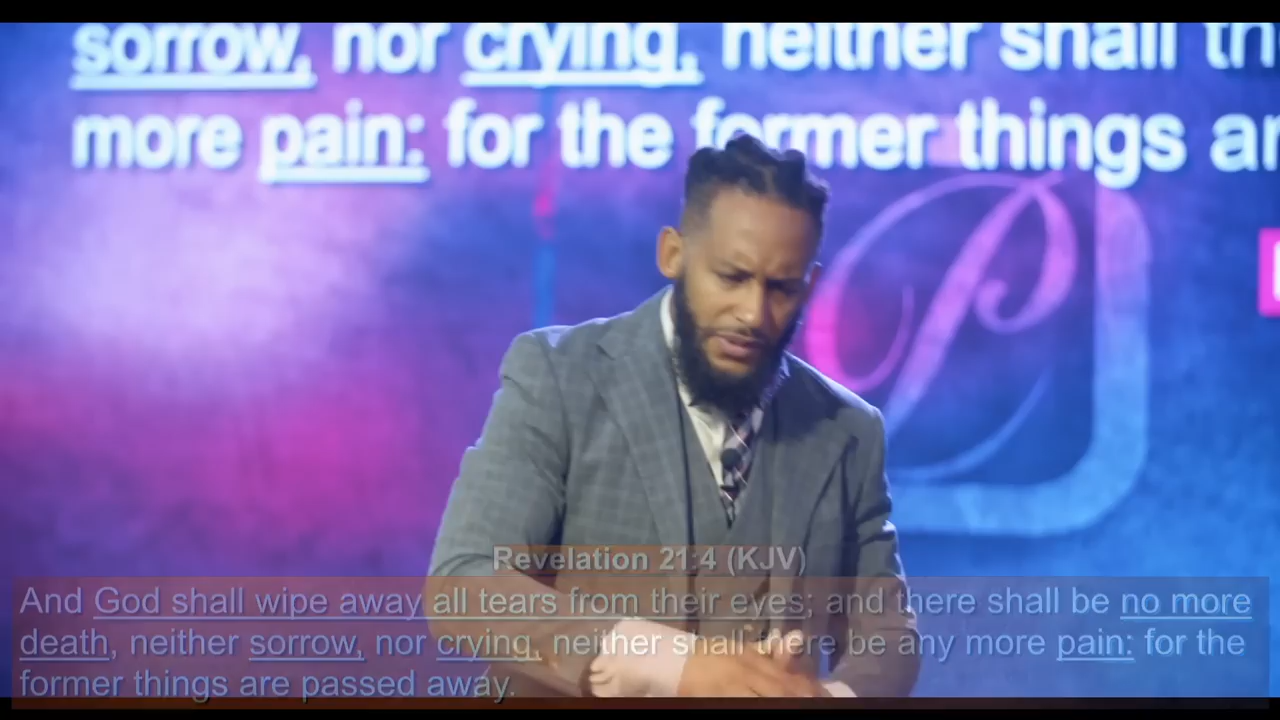 sorrow, nor crying, neither shall th
more pain: for the former things ar
P
Revelation 21:4 (KJV)
And God shall wipe away all tears from their eyes; and there shall be no more
death, neither sorrow, nor crying, neither shall there be any more pain: for the
former things are passed away.